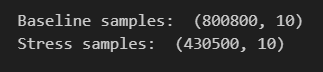 Baseline samples:  (800800, 10)
Stress samples:  (430500, 10)